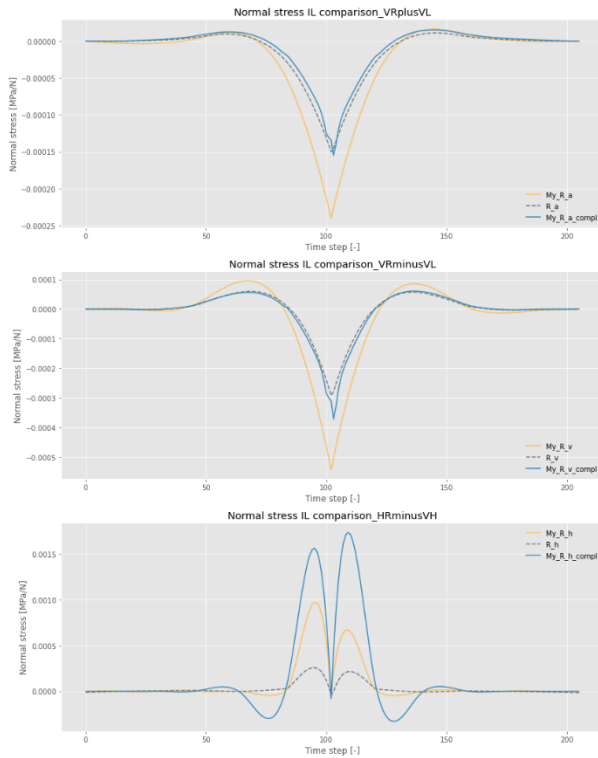 Normal stress IL comparison_VRplusVL
0.00000
−0.00005
−0.00010
−0.00015
−0.00020
−0.00025
Normal stress [MPa/N]
My_R_a
R_a
My_R_a_compl
0
50
100
150
200
Time step [-]
Normal stress IL comparison_VRminusVL
0.0001
0.0000
−0.0001
−0.0002
−0.0003
−0.0004
−0.0005
Normal stress [MPa/N]
My_R_v
R_v
My_R_v_compl
0
50
100
150
200
Time step [-]
Normal stress IL comparison_HRminusVH
My_R_h
R_h
My_R_h_compl
0.0015
0.0010
0.0005
0.0000
Normal stress [MPa/N]
0
50
100
150
200
Time step [-]